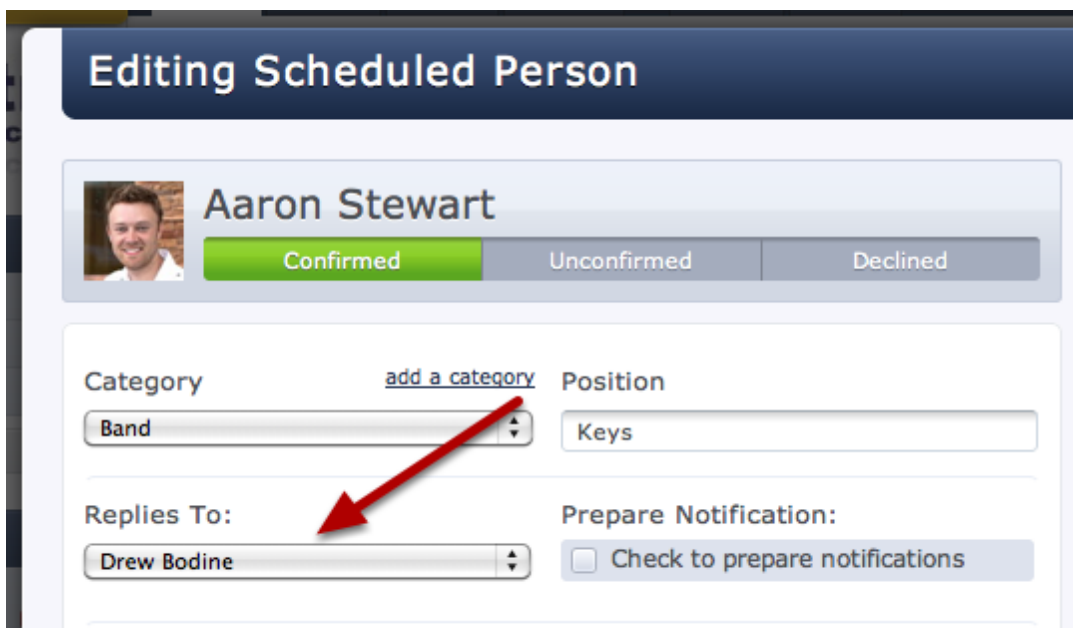 Editing Scheduled Person
Aaron Stewart
Confirmed Unconfirmed Declined
Category add a category Position
Band Keys
Replies To: Prepare Notification:
Drew Bodine Check to prepare notifications